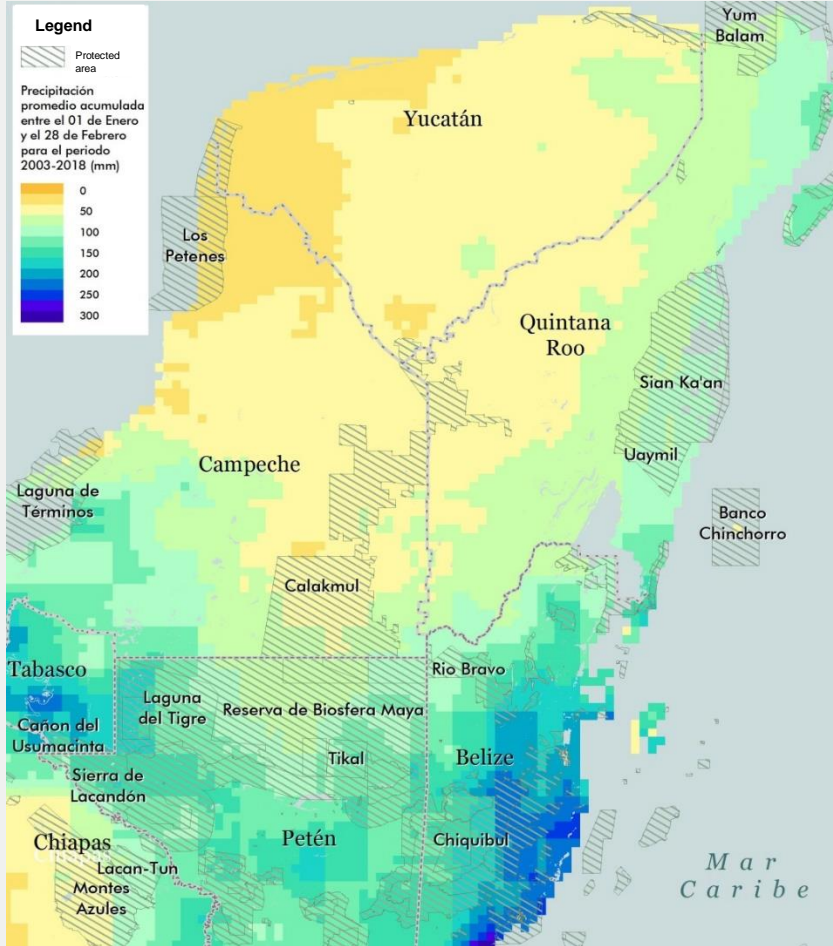 Legend
Protected
area
Precipitación
promedio acumulada
entre el 01 de Enero
y el 28 de Febrero
para el periodo
2003-2018 (mm)
0
50
100
150
200
250
300
Yum
Balam
Yucatán
Los
Petenes
Quintana
Roo
Sian Ka'an
Uaymil
Campeche
Laguna de
Términos
Banco
Chinchorro
Calakmul
Tabasco
Rio Bravo
Laguna
del Tigre
Reserva de Biosfera Maya
Cañon del
Usumacinta
Tikal
Belize
Sierra de
Lacandón
Petén
Chiquibul
Chiapas
Chiapas
Lacan-Tun
Montes
Azules
Mar
Caribe